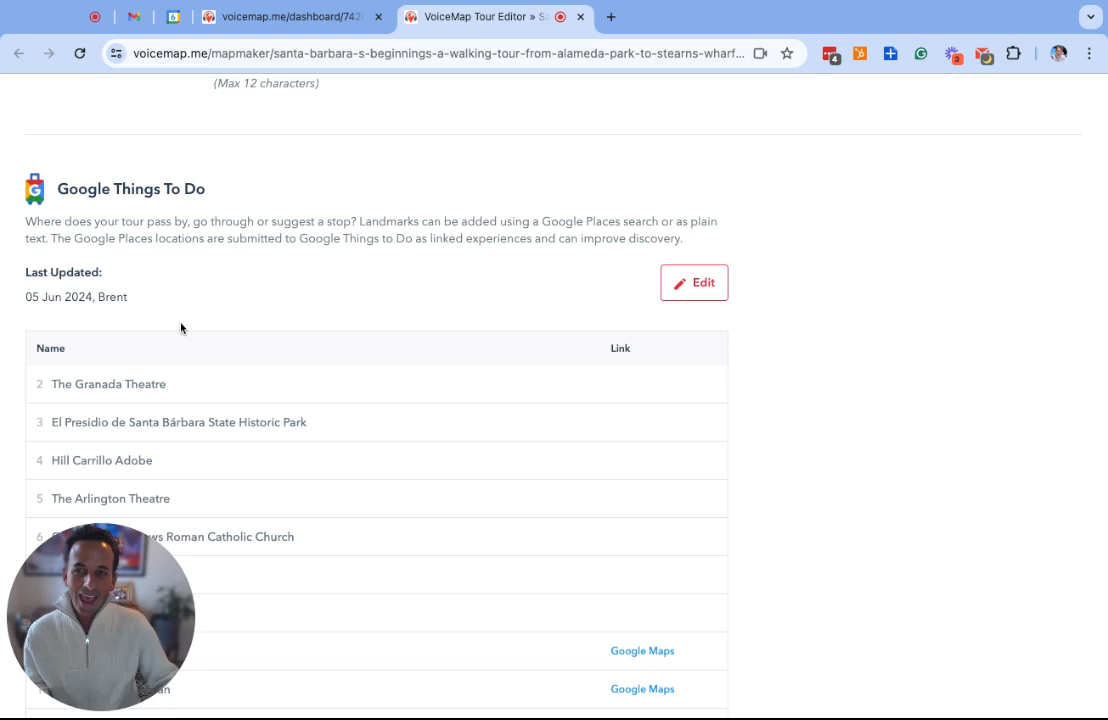 voicemap.me/dashboard/742
VoiceMap Tour Editor » Sa
voicemap.me/mapmaker/santa-barbara-s-beginnings-a-walking-tour-from-alameda-park-to-stearns-wharf...
4
3
(Max 12 characters)
Google Things To Do
Where does your tour pass by, go through or suggest a stop? Landmarks can be added using a Google Places search or as plain
text. The Google Places locations are submitted to Google Things to Do as linked experiences and can improve discovery.
Last Updated:
05 Jun 2024, Brent
Edit
Name Link
2 The Granada Theatre
3 El Presidio de Santa Bárbara State Historic Park
4 Hill Carrillo Adobe
5 The Arlington Theatre
6 Roman Catholic Church
Google Maps
Google Maps